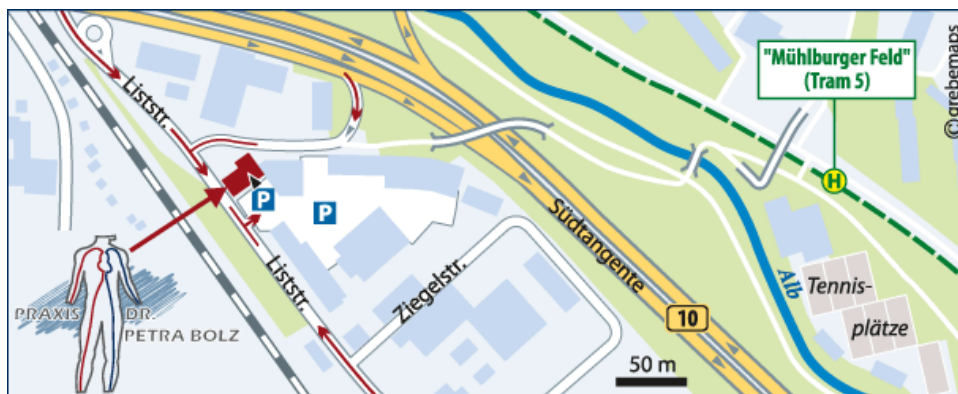 "Mühlburger Feld"
(Tram 5)
©grebemaps
Liststr.
H
P
P
Südtangente
Liststr.
Ziegelstr.
Alb
Tennis-
plätze
PRAXIS DR.
PETRA BOLZ
10
50 m